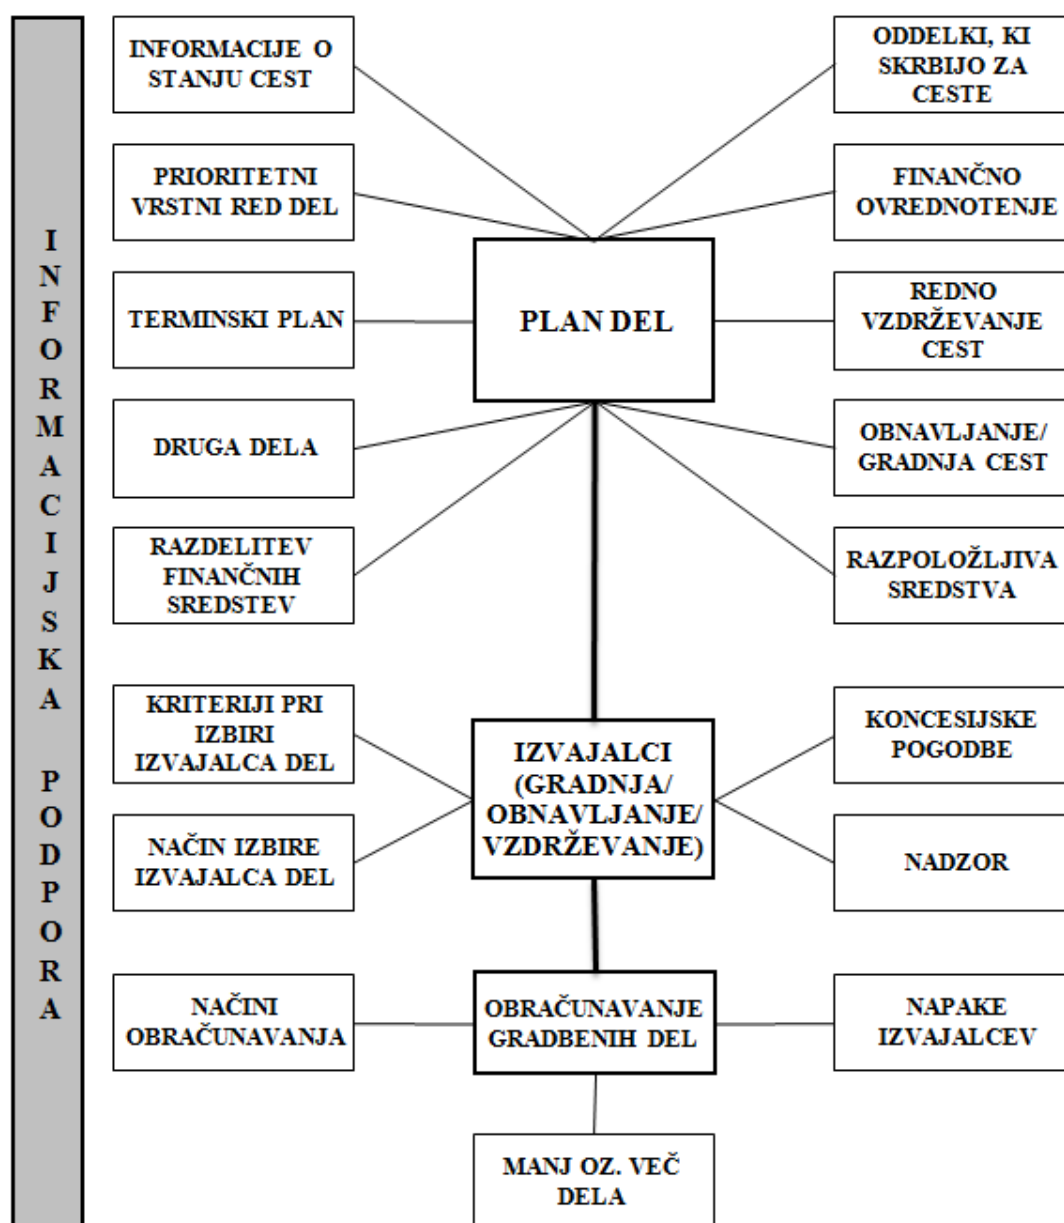 INFORMACIJSKA PODPORA
INFORMACIJE O
STANJU CEST
ODDELKI, KI
SKRBIJO ZA
CESTE
PRIORITETNI
VRSTNI RED DEL
FINANČNO
OVREDNOTENJE
TERMINSKI PLAN
PLAN DEL
REDNO
VZDRŽEVANJE
CEST
DRUGA DELA
OBNAVLJANJE/
GRADNJA CEST
RAZDELITEV
FINANČNIH
SREDSTEV
RAZPOLOŽLJIVA
SREDSTVA
KRITERIJI PRI
IZBIRI
IZVAJALCA DEL
IZVAJALCI
(GRADNJA/
OBNAVLJANJE/
VZDRŽEVANJE)
KONCESIJSKE
POGODBE
NAČIN IZBIRE
IZVAJALCA DEL
NADZOR
NAČINI
OBRAČUNAVANJA
OBRAČUNAVANJE
GRADBENIH DEL
NAPAKE
IZVAJALCEV
MANJ OZ. VEČ
DELA